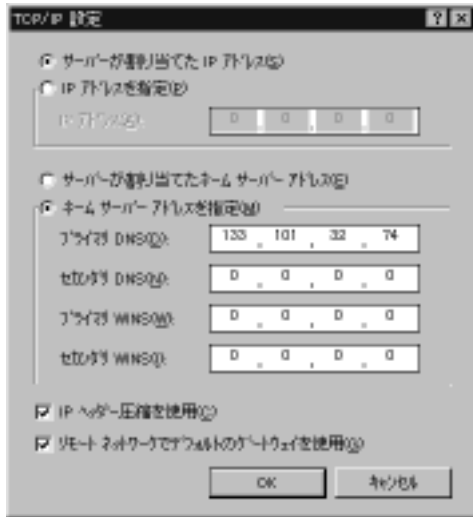 TCP/IP 設定
サーバーが割り当てた IP アドレス(S)
IP アドレスを指定(P)
IP アドレス(A): 0 . 0 . 0 . 0
サーバーが割り当てたネーム サーバー アドレス(E)
ネーム サーバー アドレスを指定(M)
プライマリ DNS(D): 133 . 101 . 32 . 74
セカンダリ DNS(N): 0 . 0 . 0 . 0
プライマリ WINS(W): 0 . 0 . 0 . 0
セカンダリ WINS(I): 0 . 0 . 0 . 0
IP ヘッダー圧縮を使用(C)
リモート ネットワークでデフォルトのゲートウェイを使用(G)
OK キャンセル